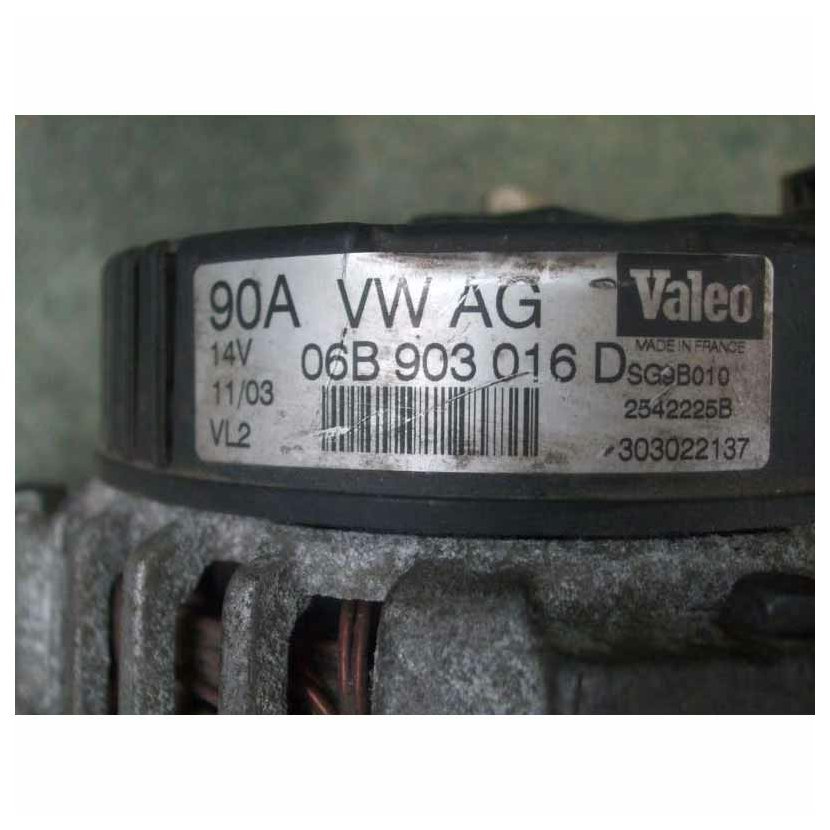 90A VW AG Valeo
14V 06B 903 016 D MADE IN FRANCE
11/03 SG9B010
VL2 2542225B
303022137